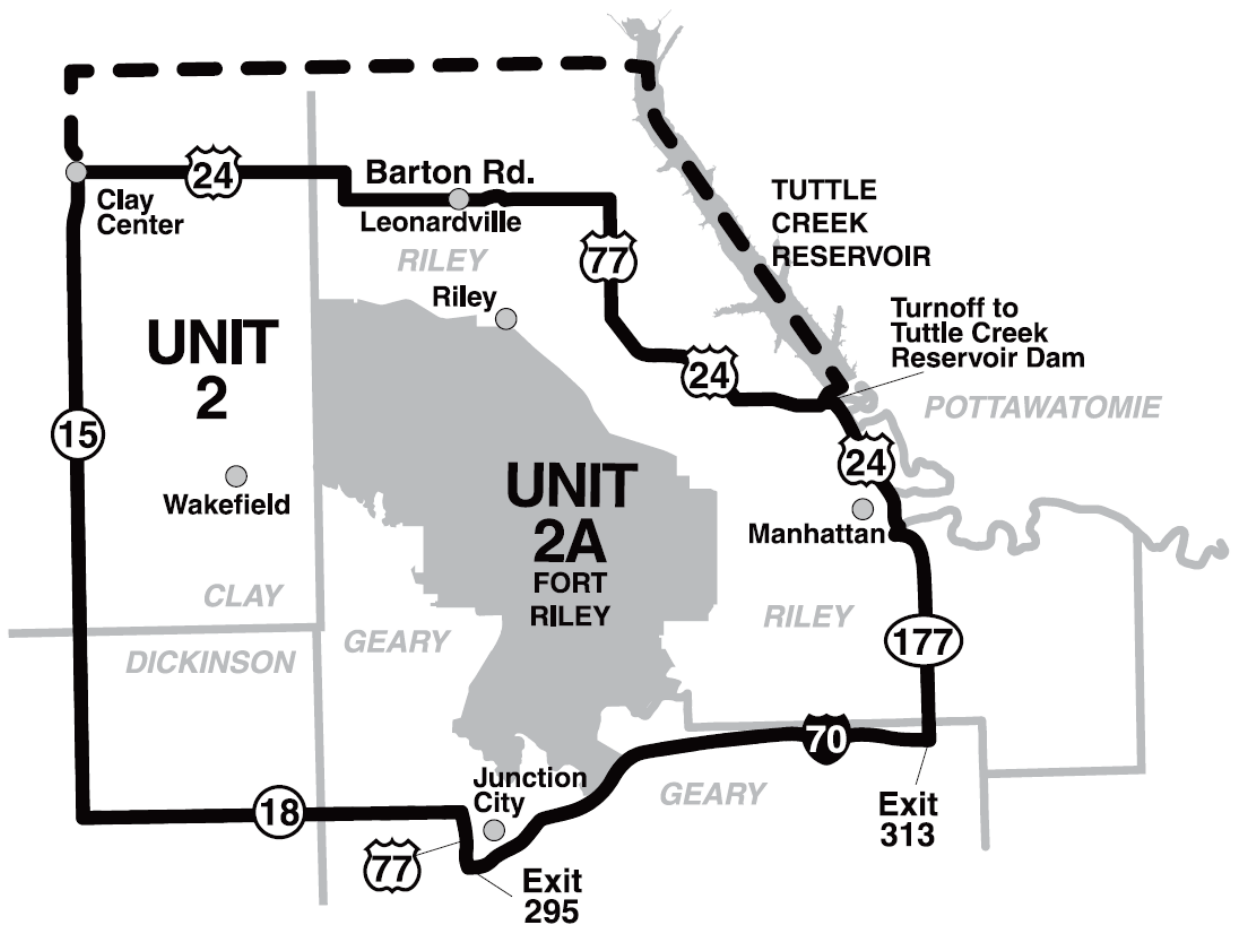 24
Clay
Center
Barton Rd.
Leonardville
RILEY
77
TUTTLE
CREEK
RESERVOIR
Riley
Turnoff to
Tuttle Creek
Reservoir Dam
UNIT
2
24
POTTAWATOMIE
15
24
Wakefield
UNIT
2A
FORT
RILEY
Manhattan
CLAY
GEARY
RILEY
DICKINSON
177
70
Junction
City
GEARY
18
Exit
313
77
Exit
295